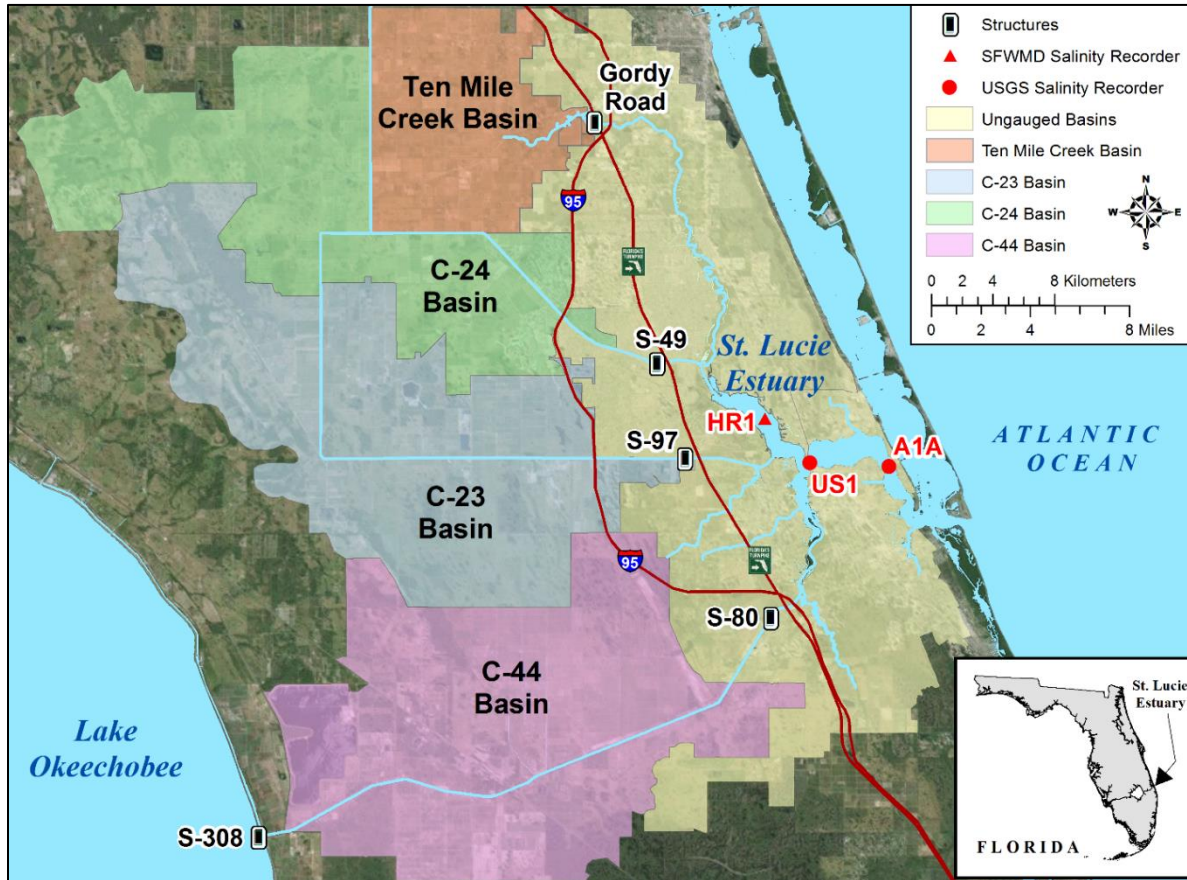 Structures
SFWMD Salinity Recorder
USGS Salinity Recorder
Ungauged Basins
Ten Mile Creek Basin
C-23 Basin
C-24 Basin
C-44 Basin
N
W
E
S
0 2 4 8 Kilometers
0 2 4 8 Miles
Ten Mile
Creek Basin
Gordy
Road
95
C-24
Basin
S-49
St. Lucie
Estuary
HR1
A1A
US1
ATLANTIC
OCEAN
S-97
C-23
Basin
95
S-80
C-44
Basin
Lake
Okeechobee
S-308
St. Lucie
Estuary
FLORIDA